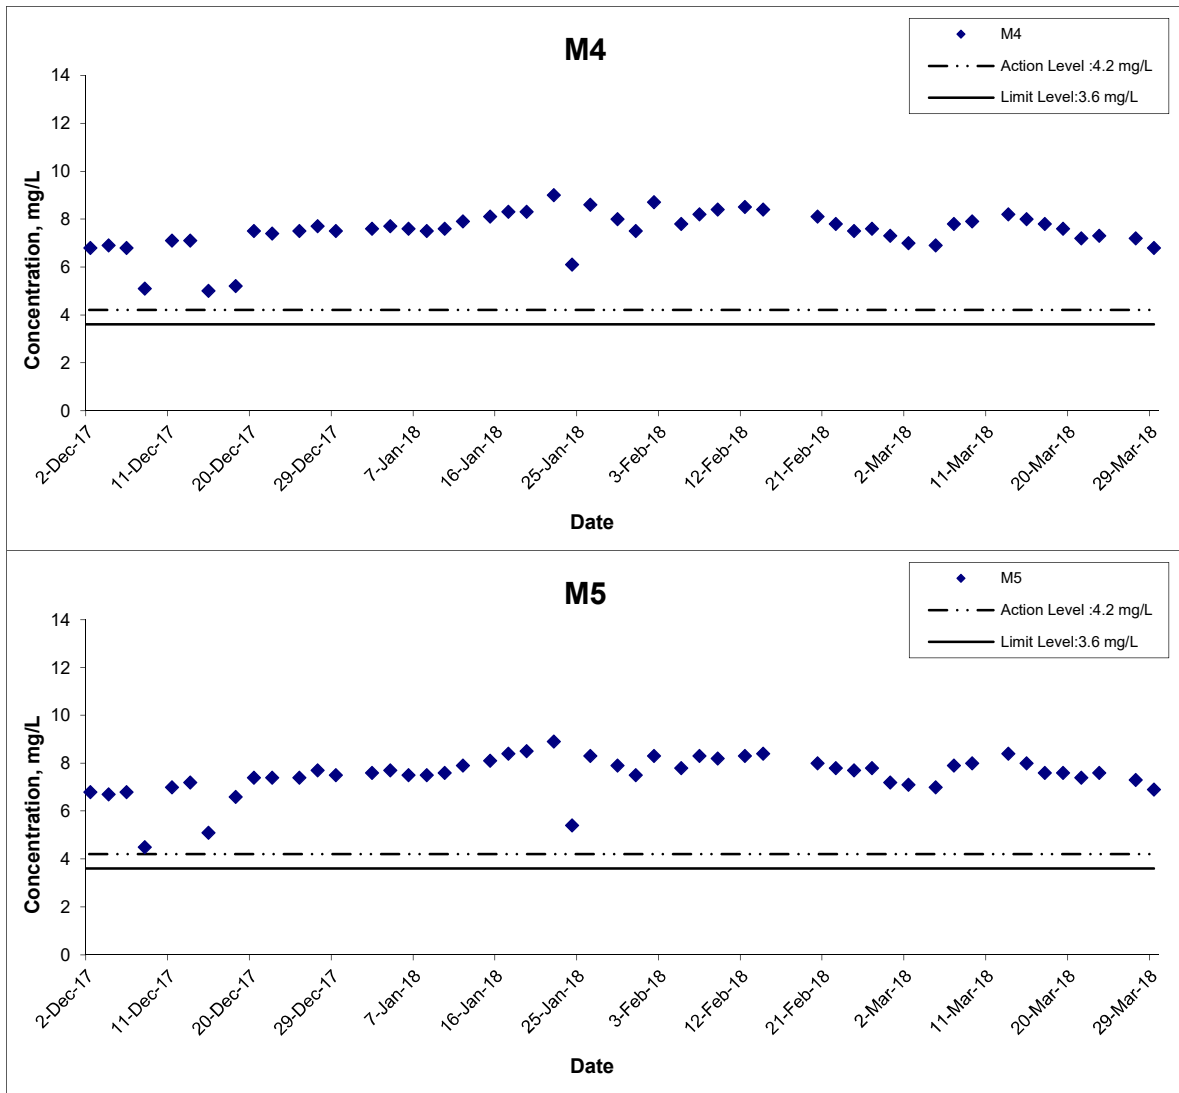 M4
M4
Action Level :4.2 mg/L
Limit Level:3.6 mg/L
Concentration, mg/L
14
12
10
8
6
4
2
0
2-Dec-17
11-Dec-17
20-Dec-17
29-Dec-17
7-Jan-18
16-Jan-18
25-Jan-18
3-Feb-18
12-Feb-18
21-Feb-18
2-Mar-18
11-Mar-18
20-Mar-18
29-Mar-18
Date
M5
M5
Action Level :4.2 mg/L
Limit Level:3.6 mg/L
Concentration, mg/L
14
12
10
8
6
4
2
0
2-Dec-17
11-Dec-17
20-Dec-17
29-Dec-17
7-Jan-18
16-Jan-18
25-Jan-18
3-Feb-18
12-Feb-18
21-Feb-18
2-Mar-18
11-Mar-18
20-Mar-18
29-Mar-18
Date